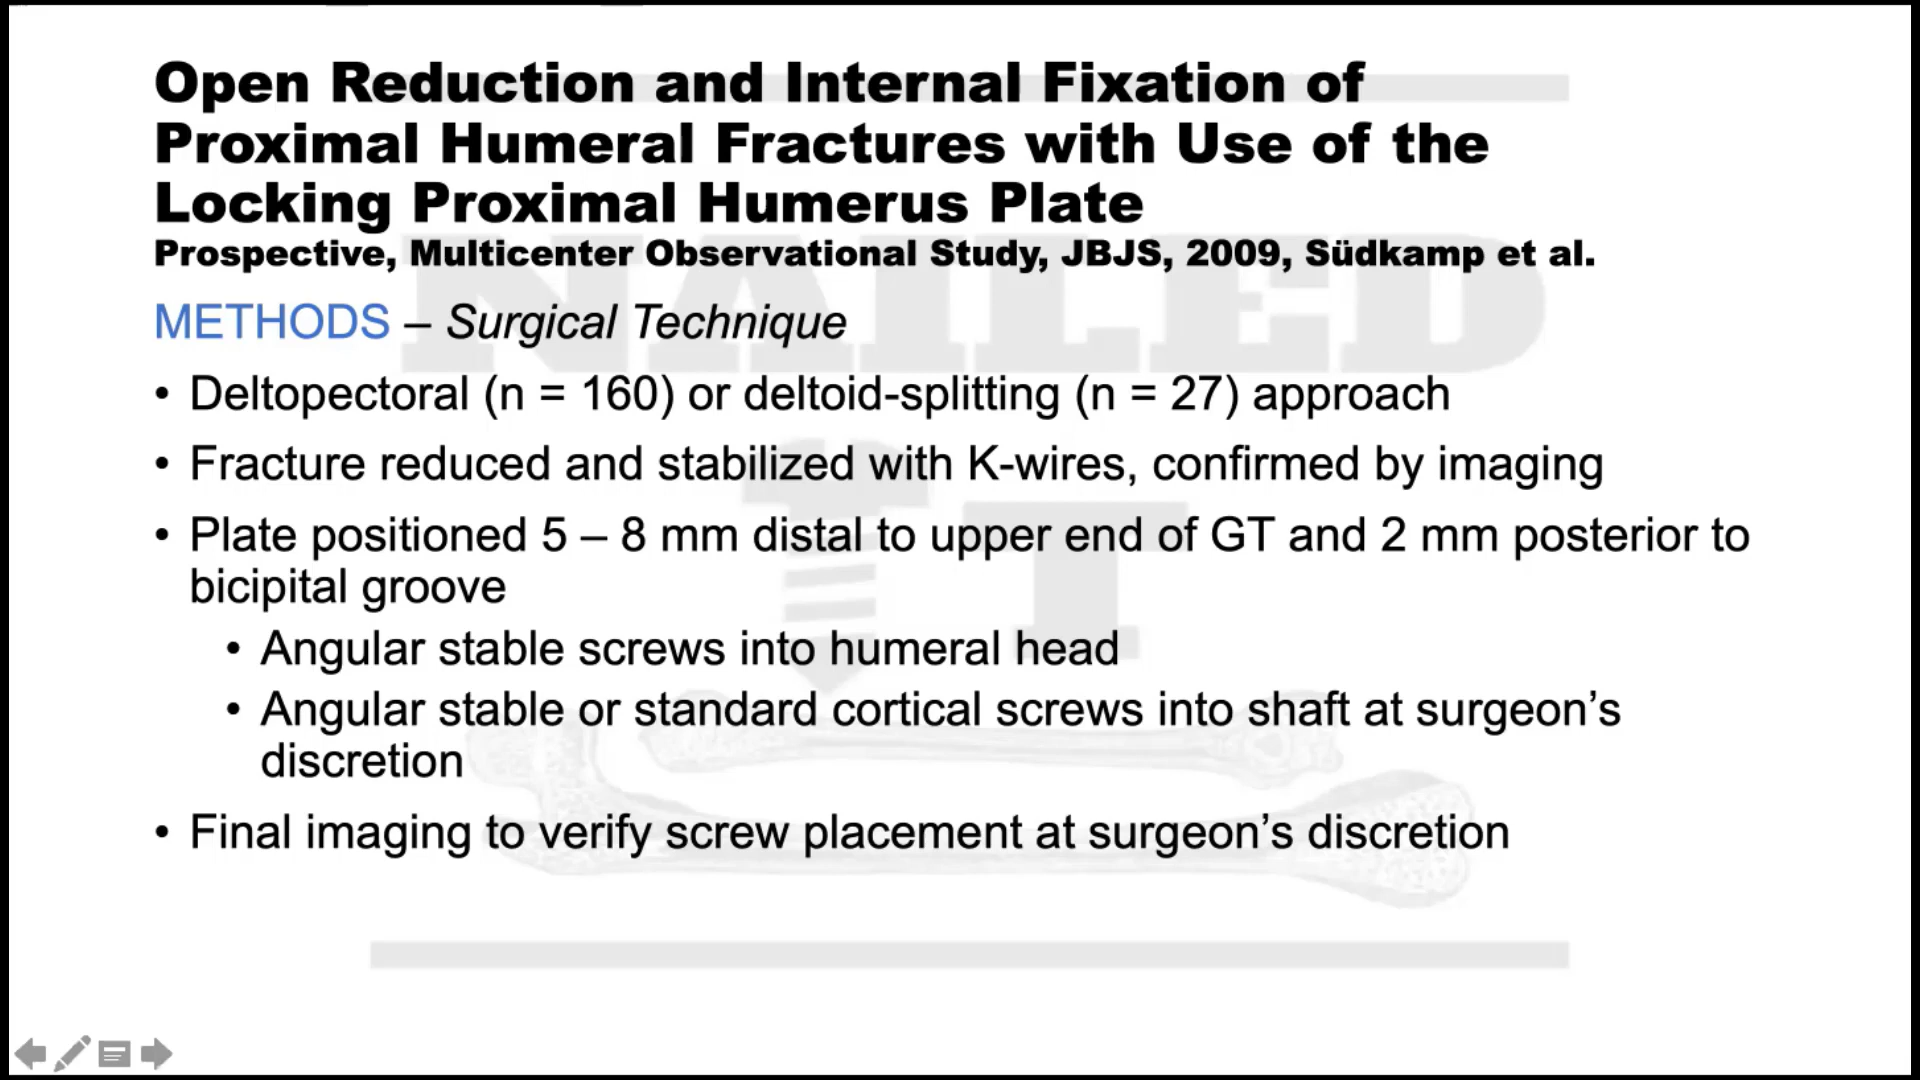 Open Reduction and Internal Fixation of
Proximal Humeral Fractures with Use of the
Locking Proximal Humerus Plate
Prospective, Multicenter Observational Study, JBJS, 2009, Südkamp et al.
METHODS – Surgical Technique
• Deltopectoral (n = 160) or deltoid-splitting (n = 27) approach
• Fracture reduced and stabilized with K-wires, confirmed by imaging
• Plate positioned 5 – 8 mm distal to upper end of GT and 2 mm posterior to
bicipital groove
• Angular stable screws into humeral head
• Angular stable or standard cortical screws into shaft at surgeon’s
discretion
• Final imaging to verify screw placement at surgeon’s discretion
NAILED
IT